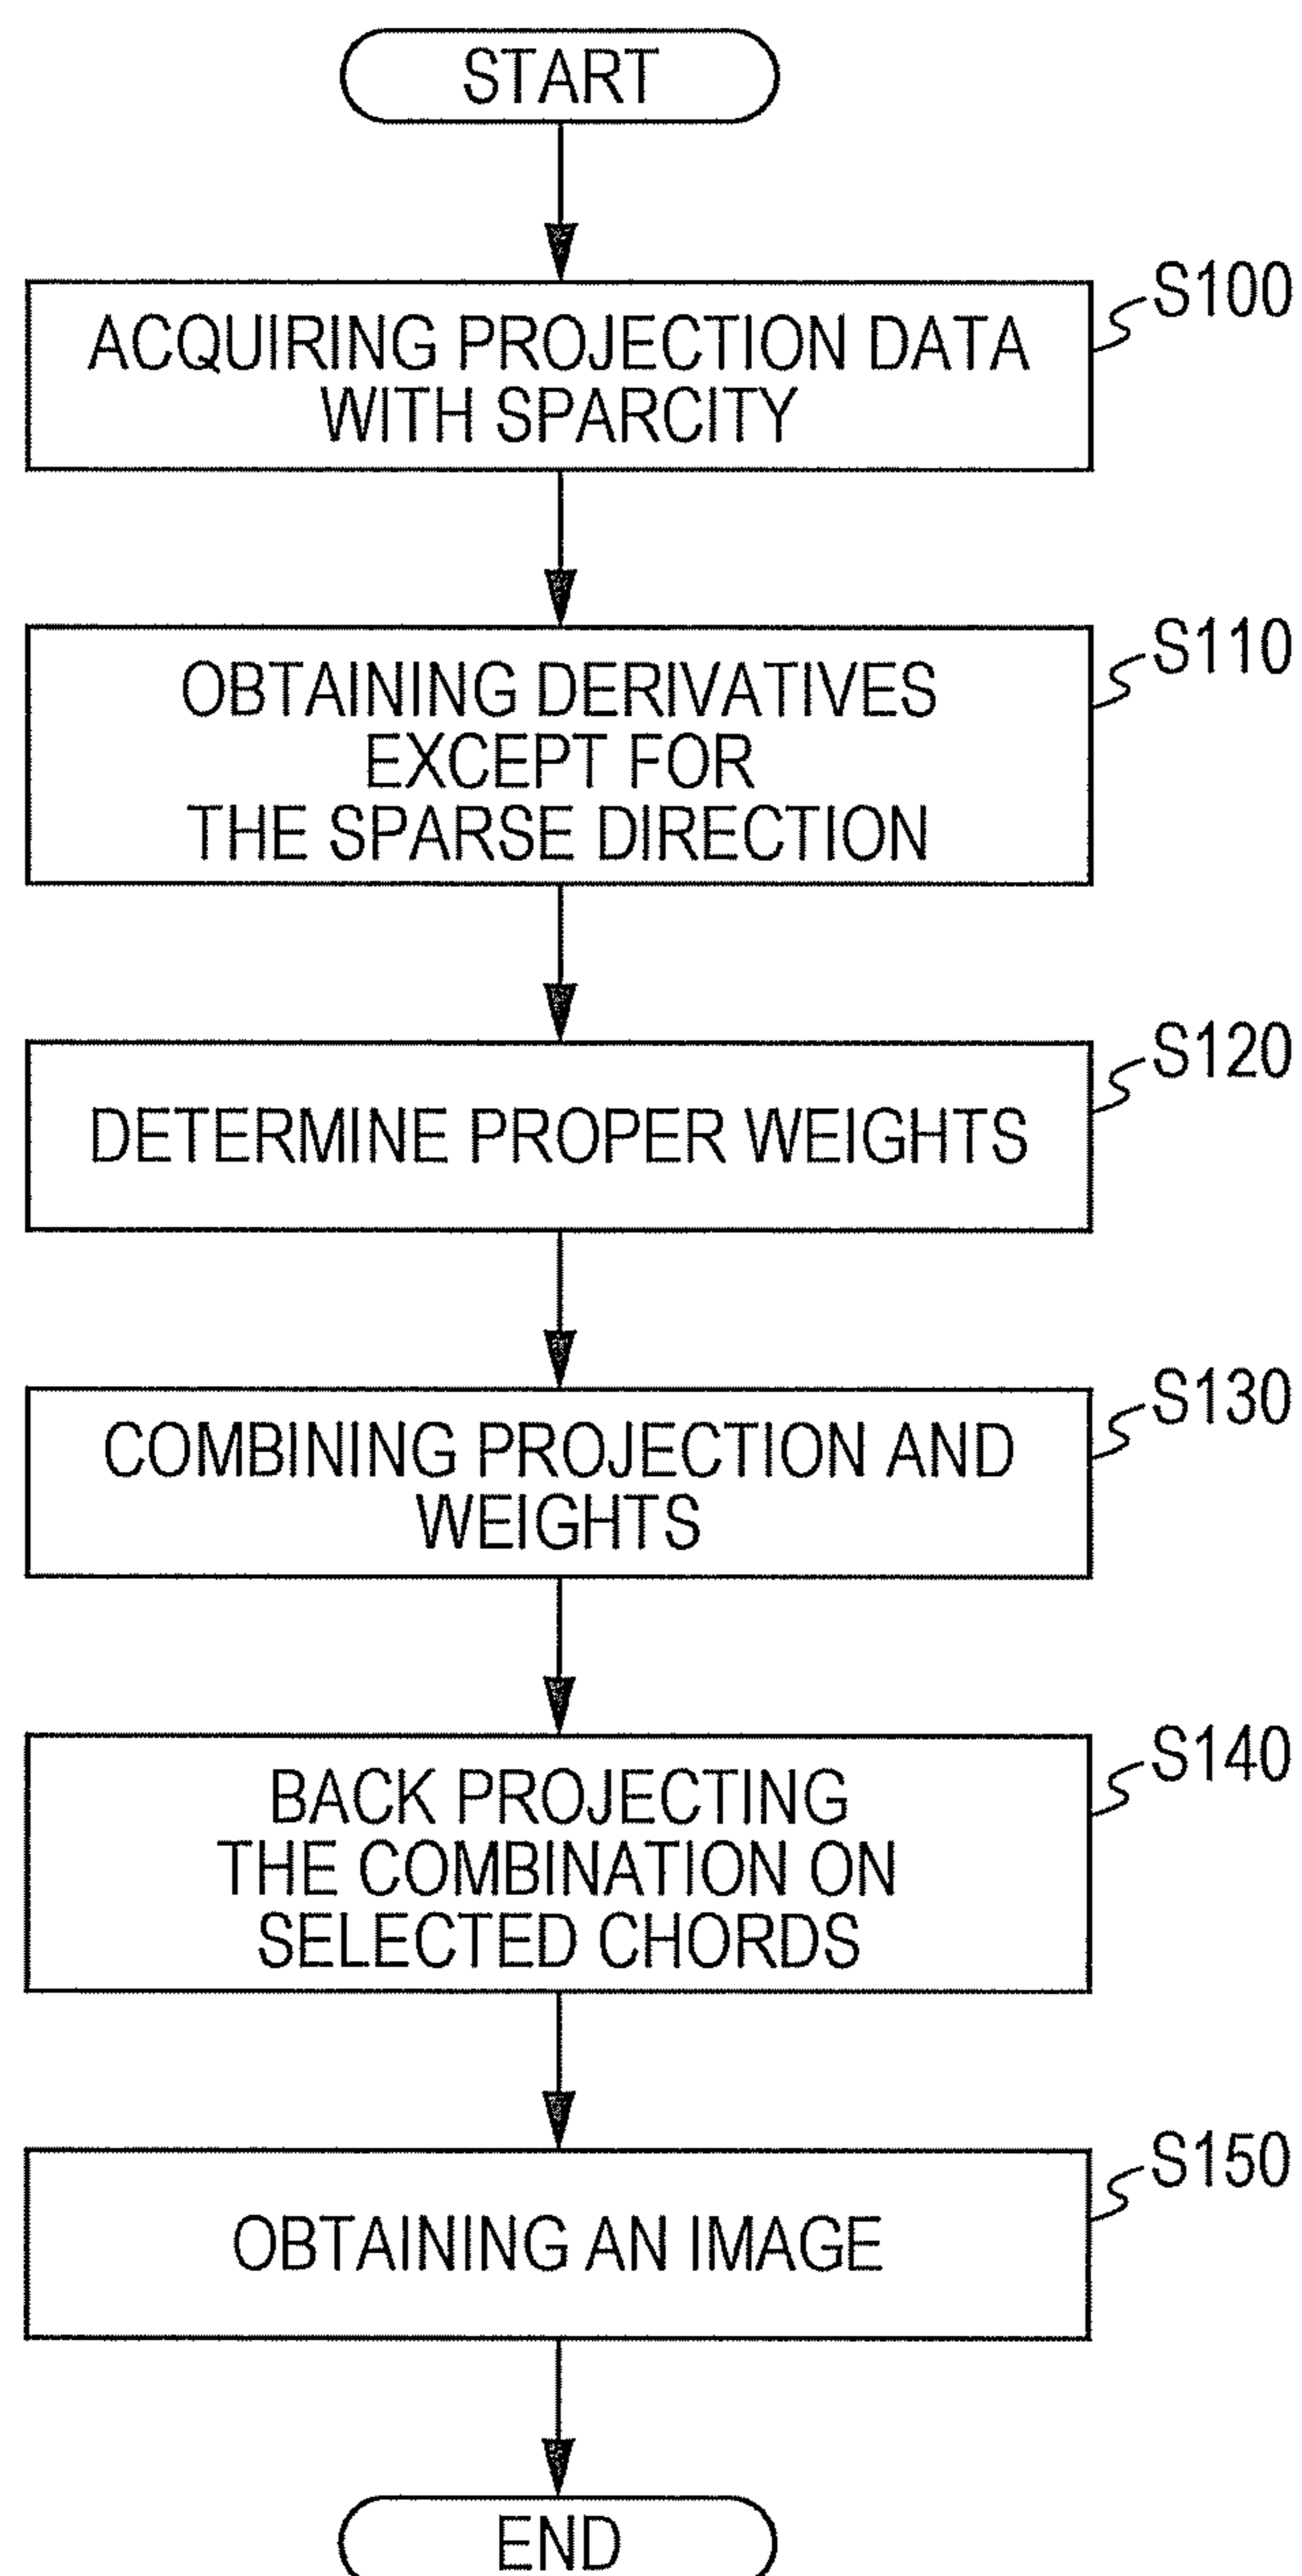 START
S100
ACQUIRING PROJECTION DATA
WITH SPARCITY
S110
OBTAINING DERIVATIVES
EXCEPT FOR
THE SPARSE DIRECTION
S120
DETERMINE PROPER WEIGHTS
S130
COMBINING PROJECTION AND
WEIGHTS
S140
BACK PROJECTING
THE COMBINATION ON
SELECTED CHORDS
S150
OBTAINING AN IMAGE
END